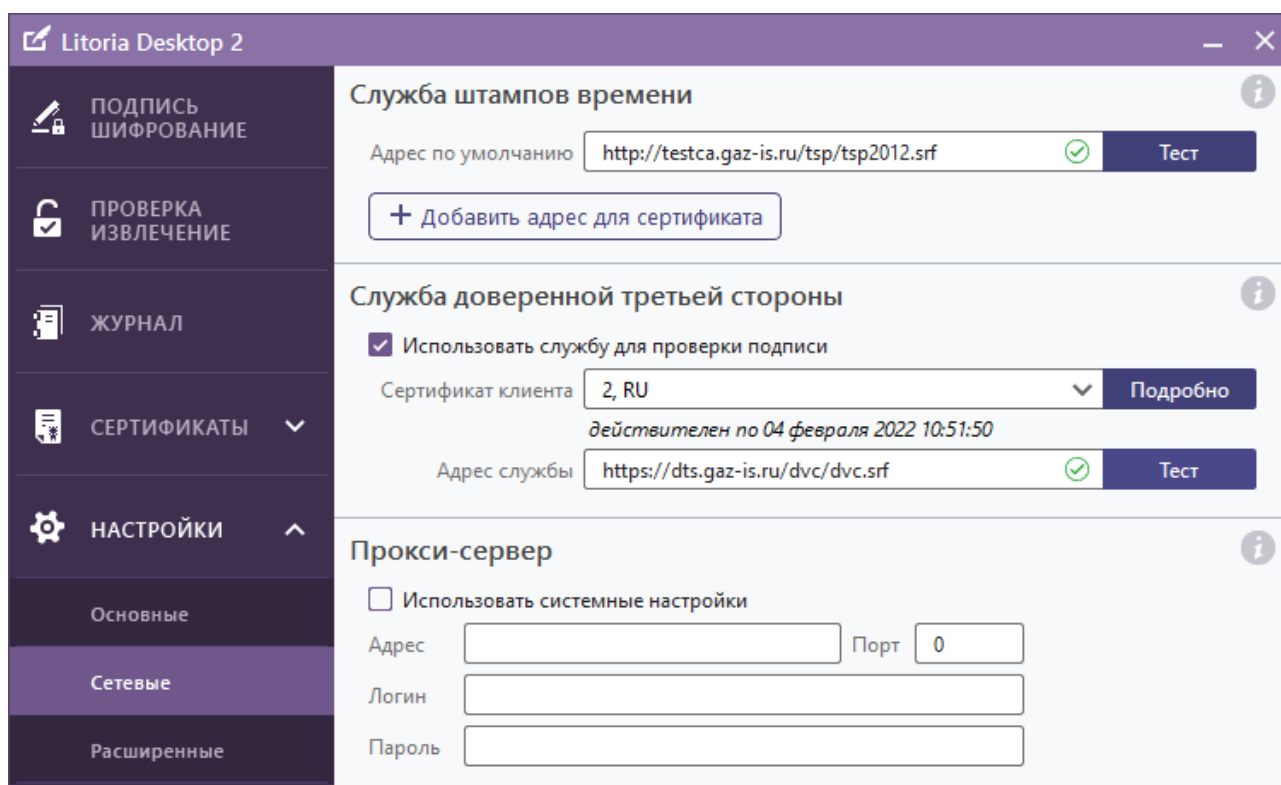 Litoria Desktop 2
ПОДПИСЬ
ШИФРОВАНИЕ
ПРОВЕРКА
ИЗВЛЕЧЕНИЕ
ЖУРНАЛ
СЕРТИФИКАТЫ
НАСТРОЙКИ
Основные
Сетевые
Расширенные
Служба штампов времени
Адрес по умолчанию http://testca.gaz-is.ru/tsp/tsp2012.srf Тест
+ Добавить адрес для сертификата
Служба доверенной третьей стороны
Использовать службу для проверки подписи
Сертификат клиента 2, RU Подробно
действителен по 04 февраля 2022 10:51:50
Адрес службы https://dts.gaz-is.ru/dvc/dvc.srf Тест
Прокси-сервер
Использовать системные настройки
Адрес Порт 0
Логин
Пароль